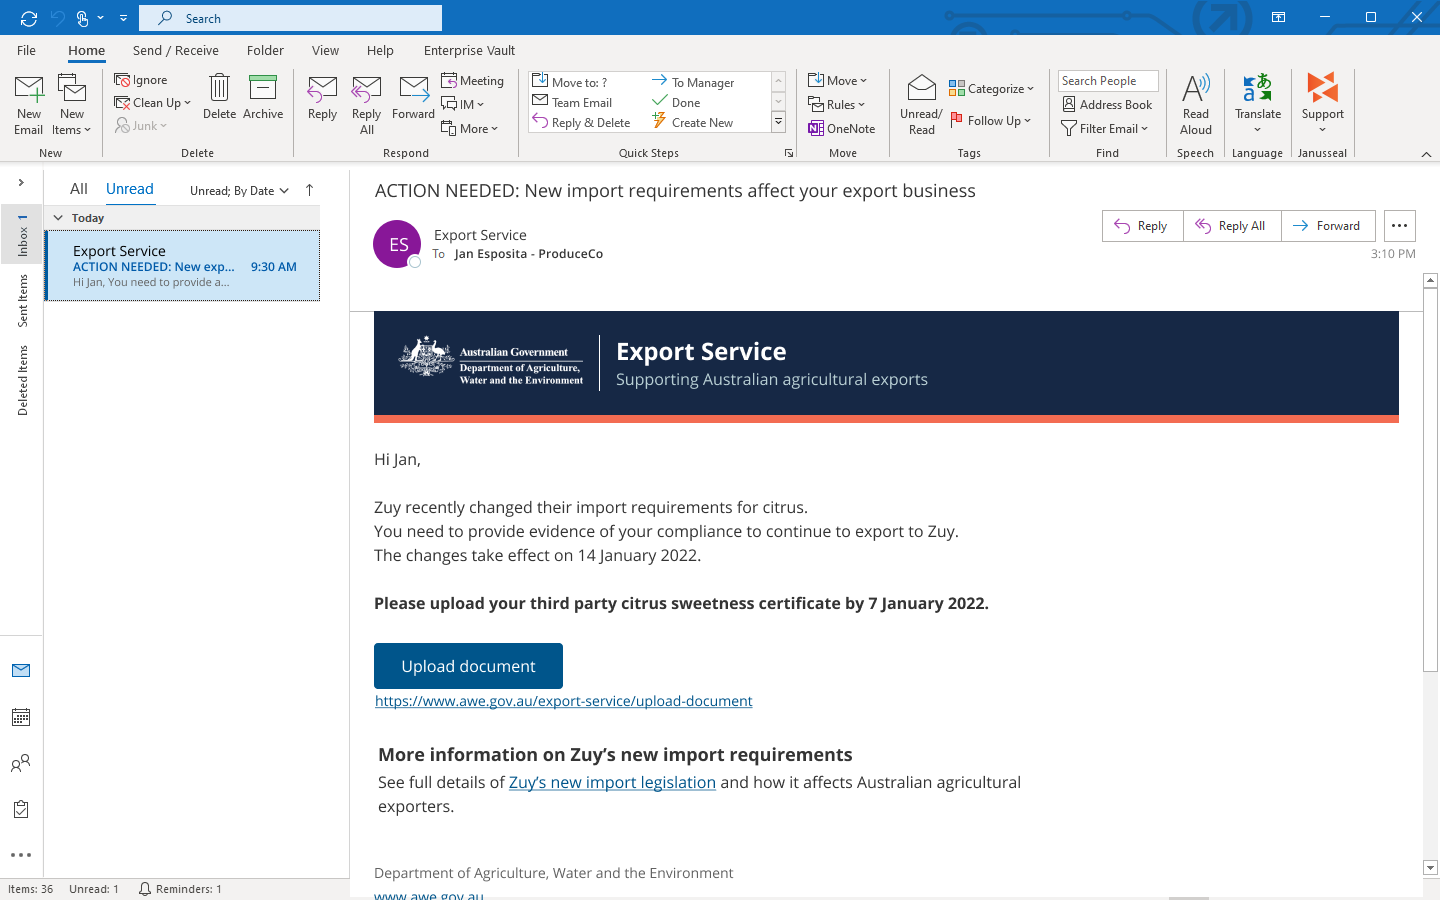 Search
File Home Send / Receive Folder View Help Enterprise Vault
New Email
New Items
New
Ignore
Clean Up
Junk
Delete
Archive
Delete
Reply
Reply All
Forward
Meeting
IM
More
Respond
Move to: ?
Team Email
Reply & Delete
To Manager
Done
Create New
Quick Steps
Move
Rules
OneNote
Move
Unread/ Read
Categorize
Follow Up
Tags
Search People
Address Book
Filter Email
Find
Read Aloud
Speech
Translate
Language
Support
Janusseal
Inbox 1
Sent Items
Deleted Items
All Unread Unread; By Date
Today
Export Service
ACTION NEEDED: New exp... 9:30 AM
Hi Jan, You need to provide a...
ACTION NEEDED: New import requirements affect your export business
ES
Export Service
To Jan Esposita - ProduceCo
Reply Reply All Forward
3:10 PM
Australian Government
Department of Agriculture,
Water and the Environment
Export Service
Supporting Australian agricultural exports
Hi Jan,
Zuy recently changed their import requirements for citrus.
You need to provide evidence of your compliance to continue to export to Zuy.
The changes take effect on 14 January 2022.
Please upload your third party citrus sweetness certificate by 7 January 2022.
Upload document
https://www.awe.gov.au/export-service/upload-document
More information on Zuy’s new import requirements
See full details of Zuy’s new import legislation and how it affects Australian agricultural
exporters.
Department of Agriculture, Water and the Environment
www.awe.gov.au
Items: 36 Unread: 1 Reminders: 1